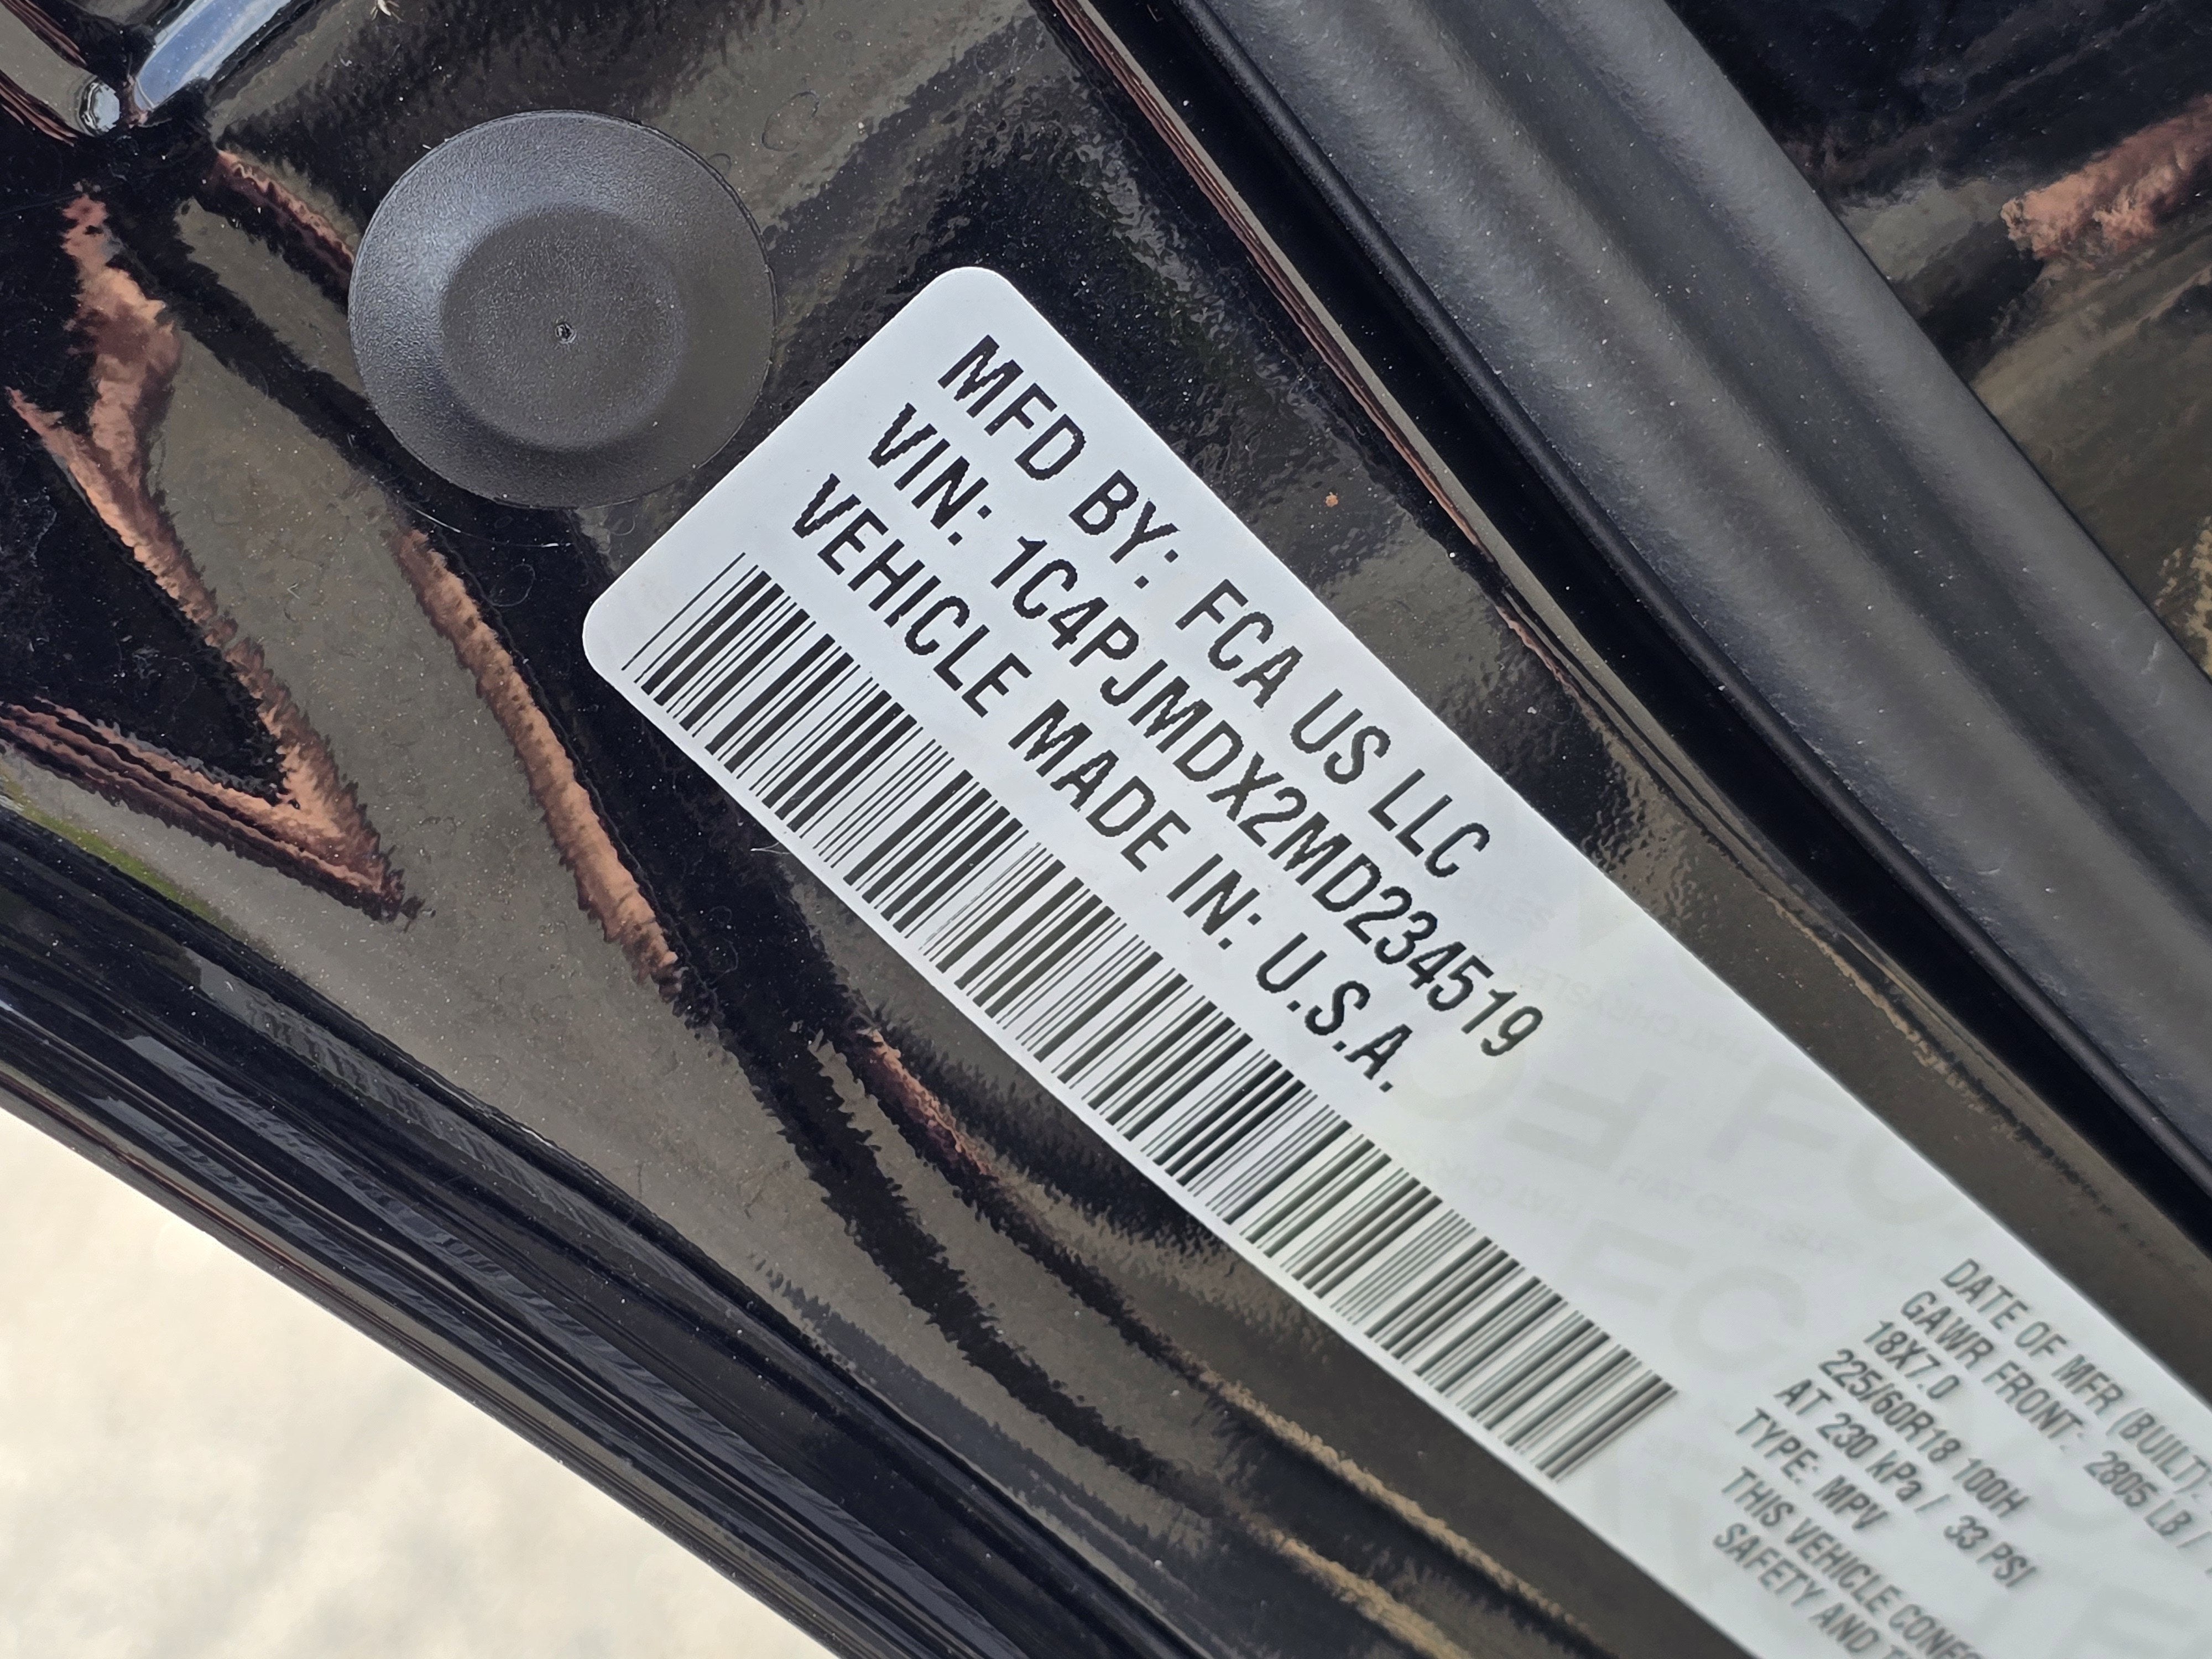 MFD BY: FCA US LLC
VIN: 1C4PJMDX2MD234519
VEHICLE MADE IN: U.S.A.
DATE OF MFR (BUILT):
GAWR FRONT: 2805 LB /
18X7.0
225/60R18 100H
AT 230 kPa / 33 PSI
TYPE: MPV
THIS VEHICLE CONF
SAFETY AND T